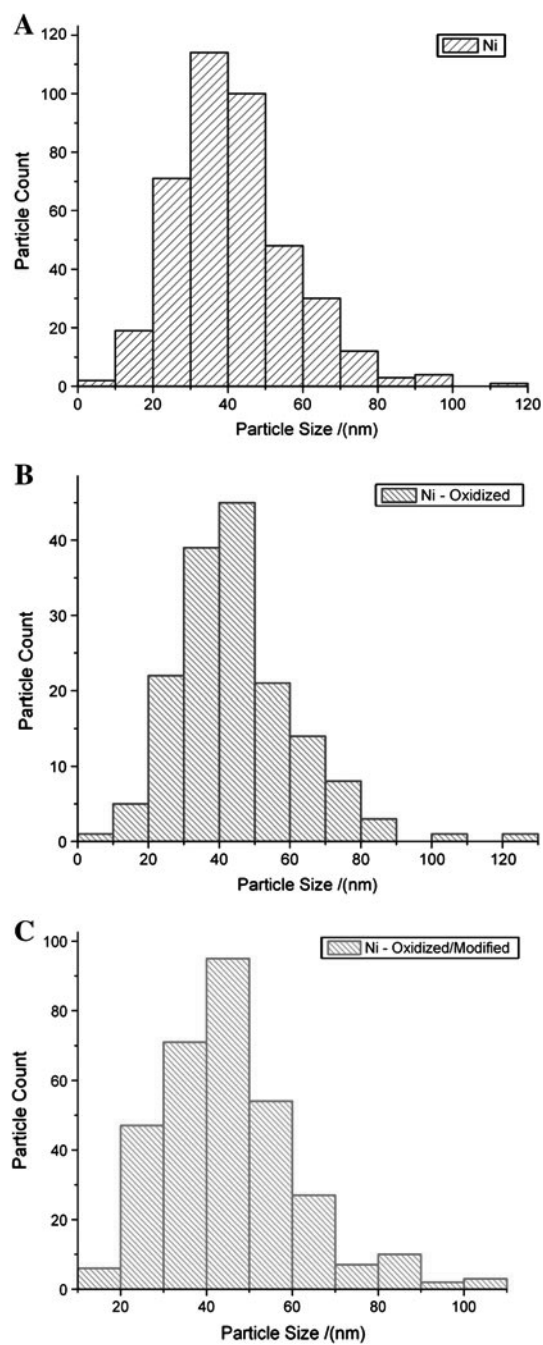 A
Ni
120
100
80
60
40
20
0
Particle Count
0 20 40 60 80 100 120
Particle Size /(nm)
B
Ni - Oxidized
40
30
20
10
0
Particle Count
0 20 40 60 80 100 120
Particle Size /(nm)
C
Ni - Oxidized/Modified
100
80
60
40
20
0
Particle Count
20 40 60 80 100
Particle Size /(nm)